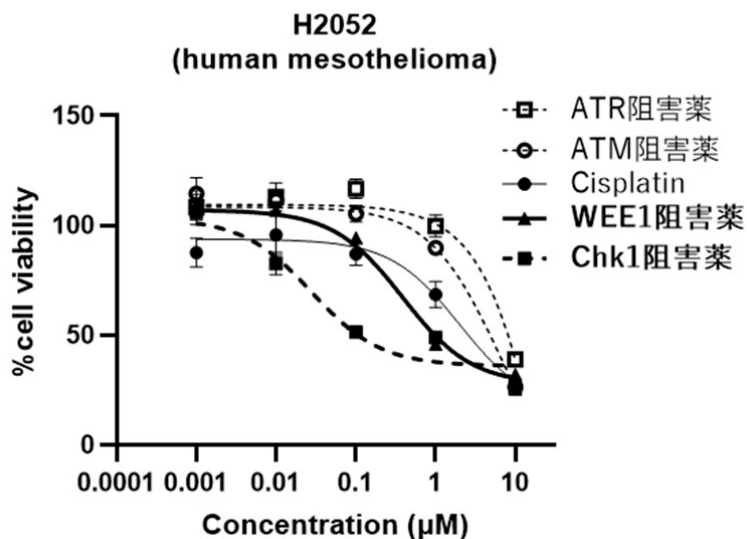 H2052
(human mesothelioma)
150
100
50
0
%cell viability
0.0001 0.001 0.01 0.1 1 10
Concentration (µM)
ATR阻害薬
ATM阻害薬
Cisplatin
WEE1阻害薬
Chk1阻害薬